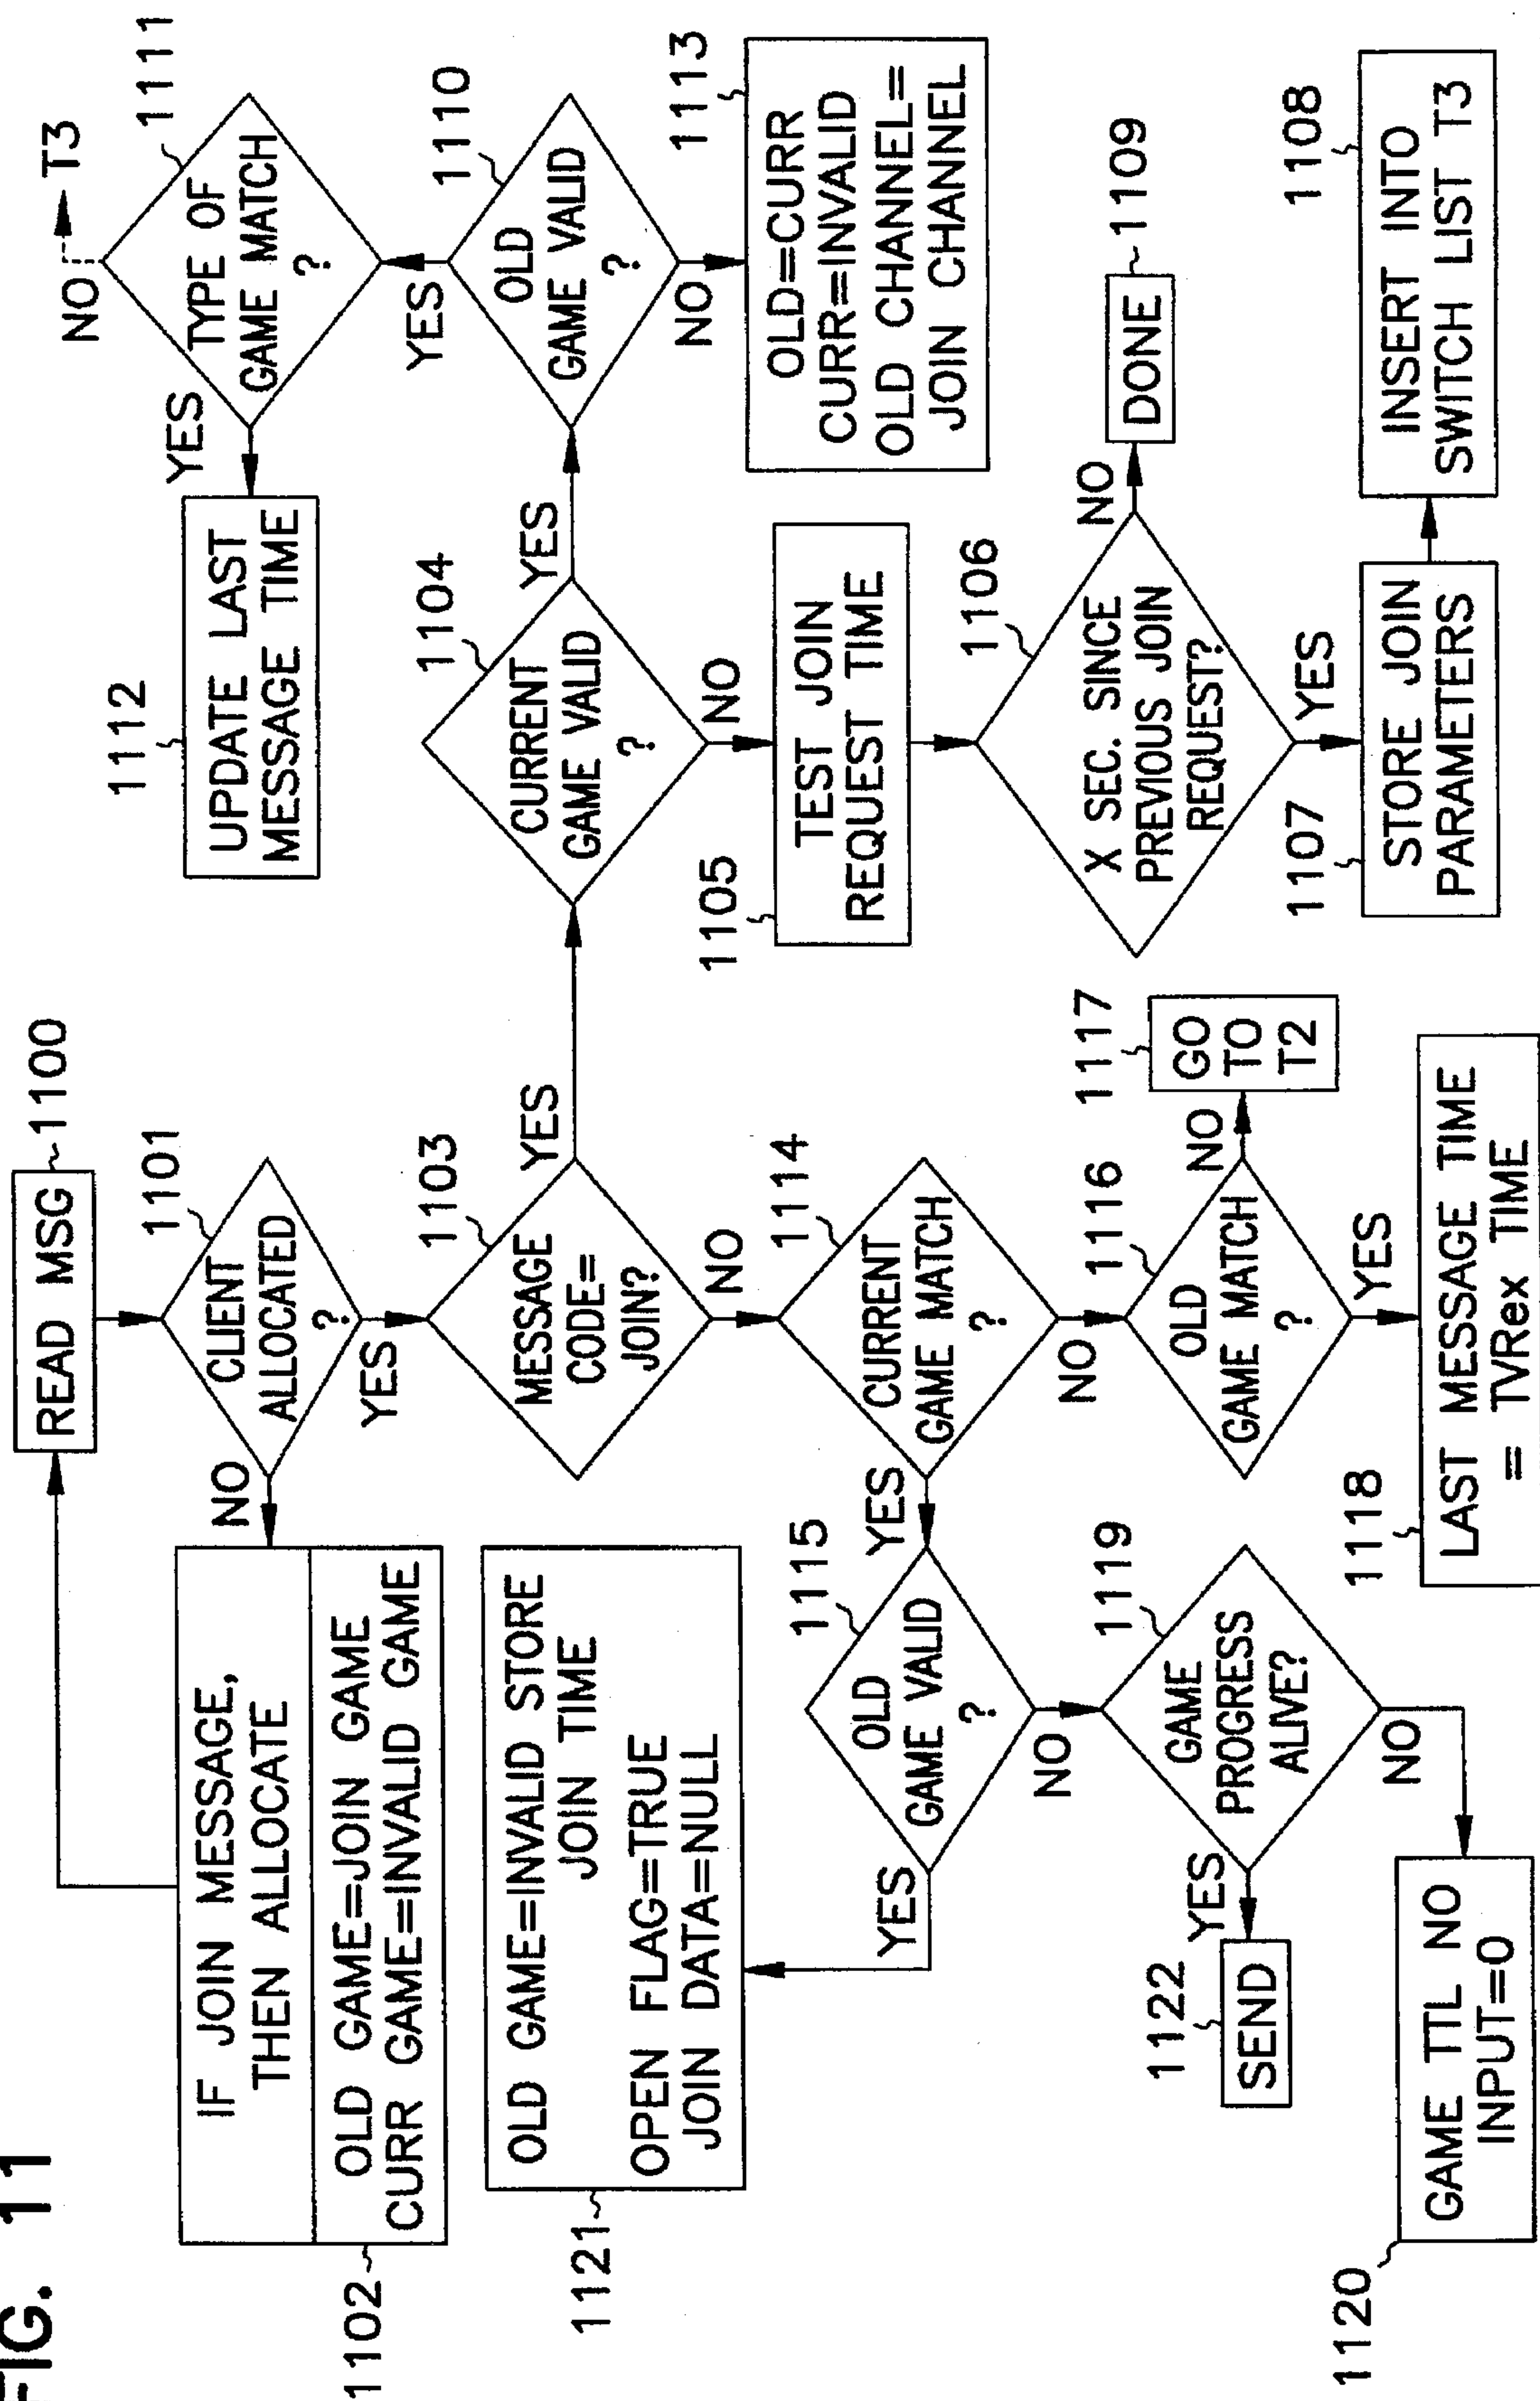 FIG. 11
READ MSG
1100
CLIENT
ALLOCATED
?
1101
NO
YES
IF JOIN MESSAGE,
THEN ALLOCATE
OLD GAME=JOIN GAME
CURR GAME=INVALID GAME
1102
MESSAGE
CODE=
JOIN?
1103
YES
NO
CURRENT
GAME VALID
?
1104
YES
NO
OLD
GAME VALID
?
1110
YES
NO
TYPE OF
GAME MATCH
?
1111
NO
T3
YES
UPDATE LAST
MESSAGE TIME
1112
OLD=CURR
CURR=INVALID
OLD CHANNEL=
JOIN CHANNEL
1113
TEST JOIN
REQUEST TIME
1105
X SEC. SINCE
PREVIOUS JOIN
REQUEST?
1106
NO
DONE
1109
YES
STORE JOIN
PARAMETERS
1107
INSERT INTO
SWITCH LIST T3
1108
CURRENT
GAME MATCH
?
1114
YES
NO
OLD
GAME MATCH
?
1116
NO
GO
TO
T2
1117
YES
LAST MESSAGE TIME
= TVRex TIME
1118
OLD
GAME VALID
?
1115
YES
NO
OLD GAME=INVALID STORE
JOIN TIME
OPEN FLAG=TRUE
JOIN DATA=NULL
1121
GAME
PROGRESS
ALIVE?
1119
YES
SEND
1122
NO
GAME TTL NO
INPUT=0
1120